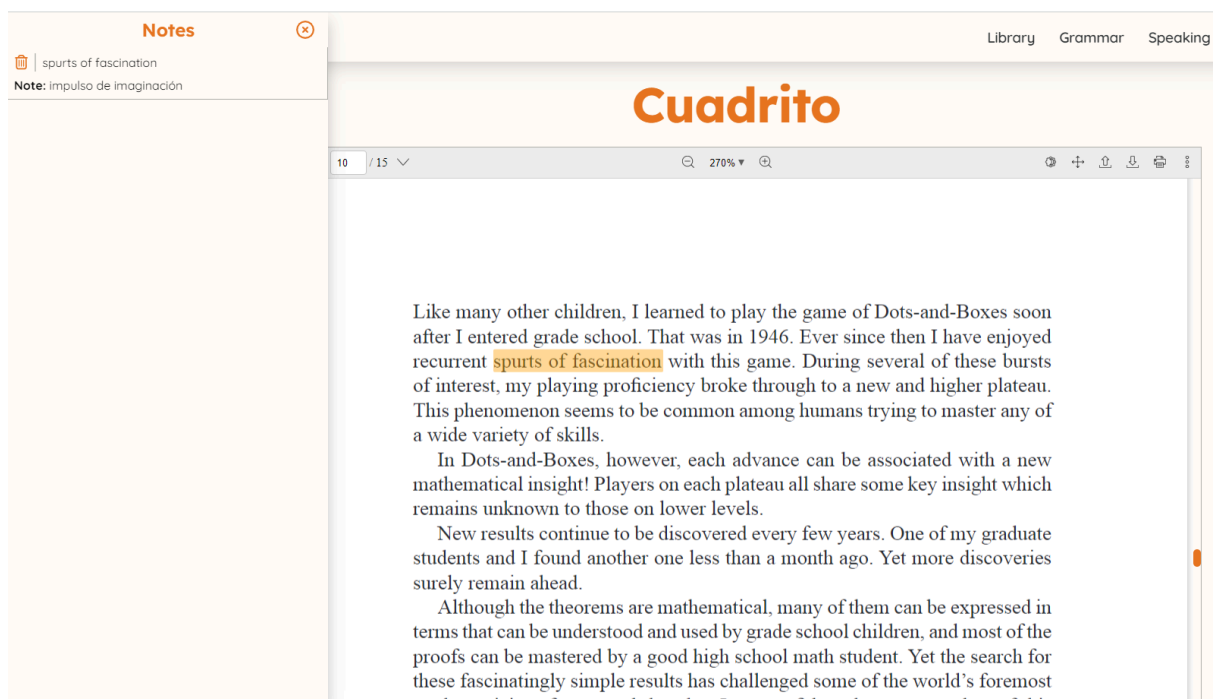 Notes
spurts of fascination
Note: impulso de imaginación
Library Grammar Speaking
Cuadrito
10 / 15 270%
Like many other children, I learned to play the game of Dots-and-Boxes soon
after I entered grade school. That was in 1946. Ever since then I have enjoyed
recurrent spurts of fascination with this game. During several of these bursts
of interest, my playing proficiency broke through to a new and higher plateau.
This phenomenon seems to be common among humans trying to master any of
a wide variety of skills.
In Dots-and-Boxes, however, each advance can be associated with a new
mathematical insight! Players on each plateau all share some key insight which
remains unknown to those on lower levels.
New results continue to be discovered every few years. One of my graduate
students and I found another one less than a month ago. Yet more discoveries
surely remain ahead.
Although the theorems are mathematical, many of them can be expressed in
terms that can be understood and used by grade school children, and most of the
proofs can be mastered by a good high school math student. Yet the search for
these fascinatingly simple results has challenged some of the world's foremost